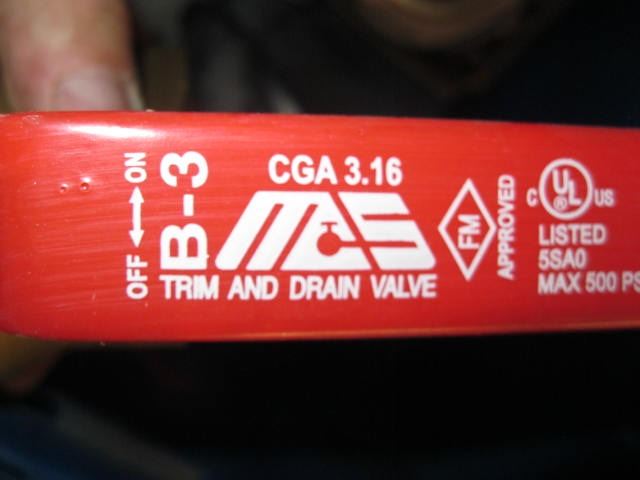 OFF ↔ ON
B-3
CGA 3.16
MAS
TRIM AND DRAIN VALVE
FM
APPROVED
C UL ® US
LISTED
5SA0
MAX 500 PS